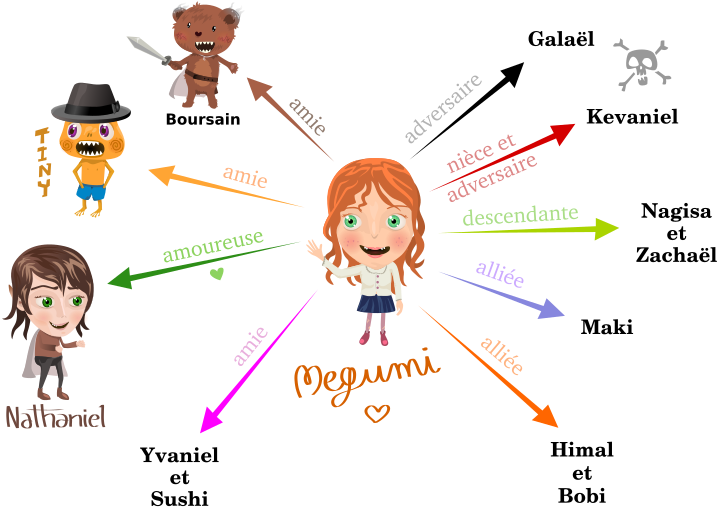 Galaël
adversaire
Kevaniel
nièce et
adversaire
Boursain
amie
TINY
amie
Nagisa
et
Zachaël
descendante
amoureuse
alliée
Maki
Nathaniel
amie
Megumi
alliée
Yvaniel
et
Sushi
Himal
et
Bobi